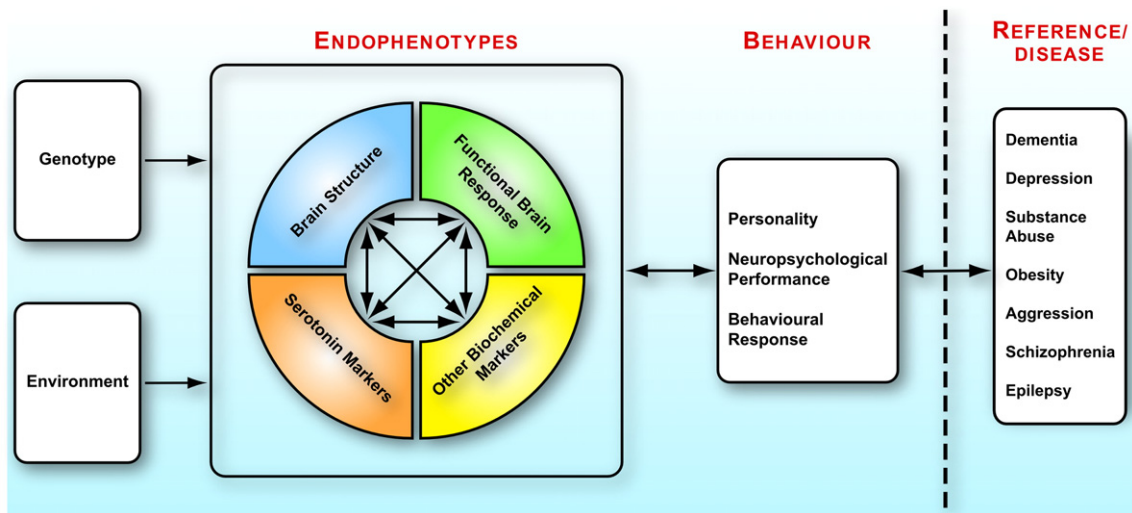 ENDOPHENOTYPES
BEHAVIOUR
REFERENCE/
DISEASE
Genotype
Environment
Brain Structure
Functional Brain
Response
Serotonin Markers
Other Biochemical
Markers
Personality
Neuropsychological
Performance
Behavioural
Response
Dementia
Depression
Substance
Abuse
Obesity
Aggression
Schizophrenia
Epilepsy